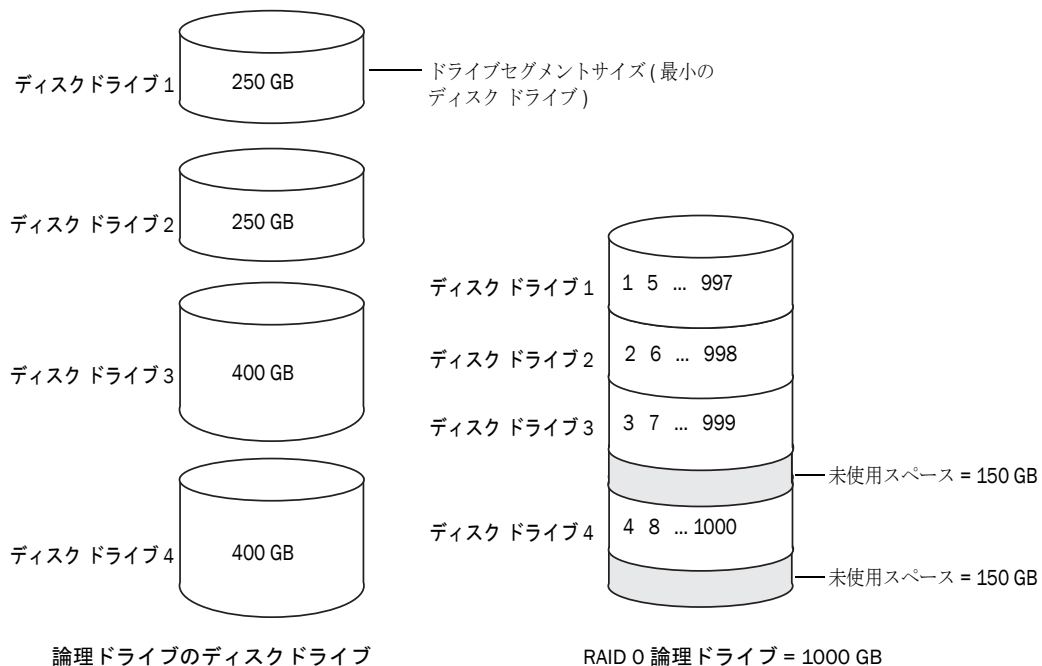 ディスクドライブ 1
250 GB
ドライブセグメントサイズ ( 最小の
ディスク ドライブ )
ディスク ドライブ 2
250 GB
ディスク ドライブ 3
400 GB
ディスク ドライブ 4
400 GB
論理ドライブのディスクドライブ
ディスク ドライブ 1
1 5 ... 997
ディスク ドライブ 2
2 6 ... 998
ディスク ドライブ 3
3 7 ... 999
未使用スペース = 150 GB
ディスク ドライブ 4
4 8 ... 1000
未使用スペース = 150 GB
RAID 0 論理ドライブ = 1000 GB